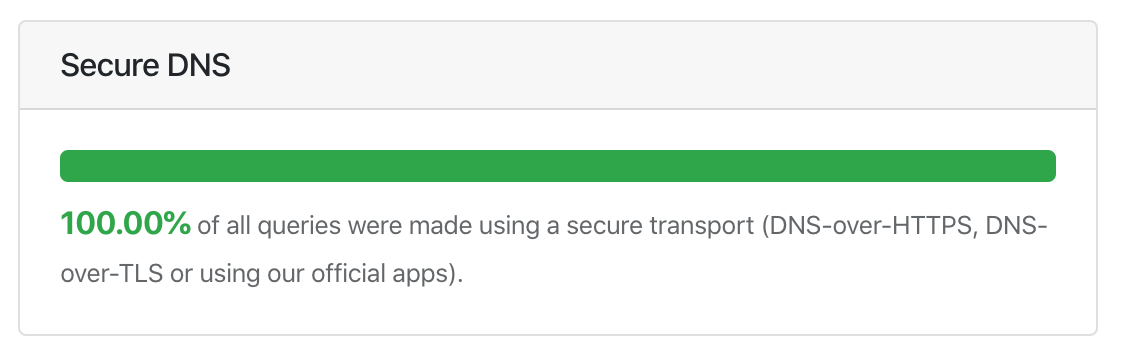 Secure DNS
100.00% of all queries were made using a secure transport (DNS-over-HTTPS, DNS-
over-TLS or using our official apps).